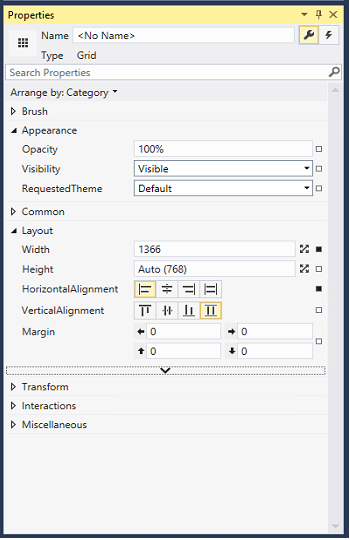 Properties
Name <No Name>
Type Grid
Search Properties
Arrange by: Category
Brush
Appearance
Opacity 100%
Visibility Visible
RequestedTheme Default
Common
Layout
Width 1366
Height Auto (768)
HorizontalAlignment
VerticalAlignment
Margin 0 0
0 0
Transform
Interactions
Miscellaneous